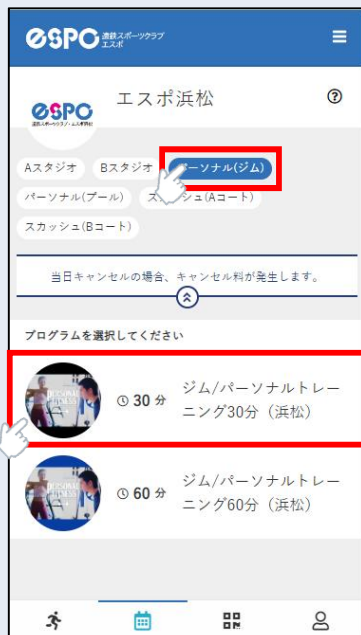 eSPO 遠鉄スポーツクラブ
エスポ
エスポ浜松
eSPO
Aスタジオ Bスタジオ パーソナル(ジム)
パーソナル(プール) スカッシュ(Aコート)
スカッシュ(Bコート)
当日キャンセルの場合、キャンセル料が発生します。
プログラムを選択してください
30 分 ジム/パーソナルトレー
ニング30分（浜松）
60 分 ジム/パーソナルトレー
ニング60分（浜松）